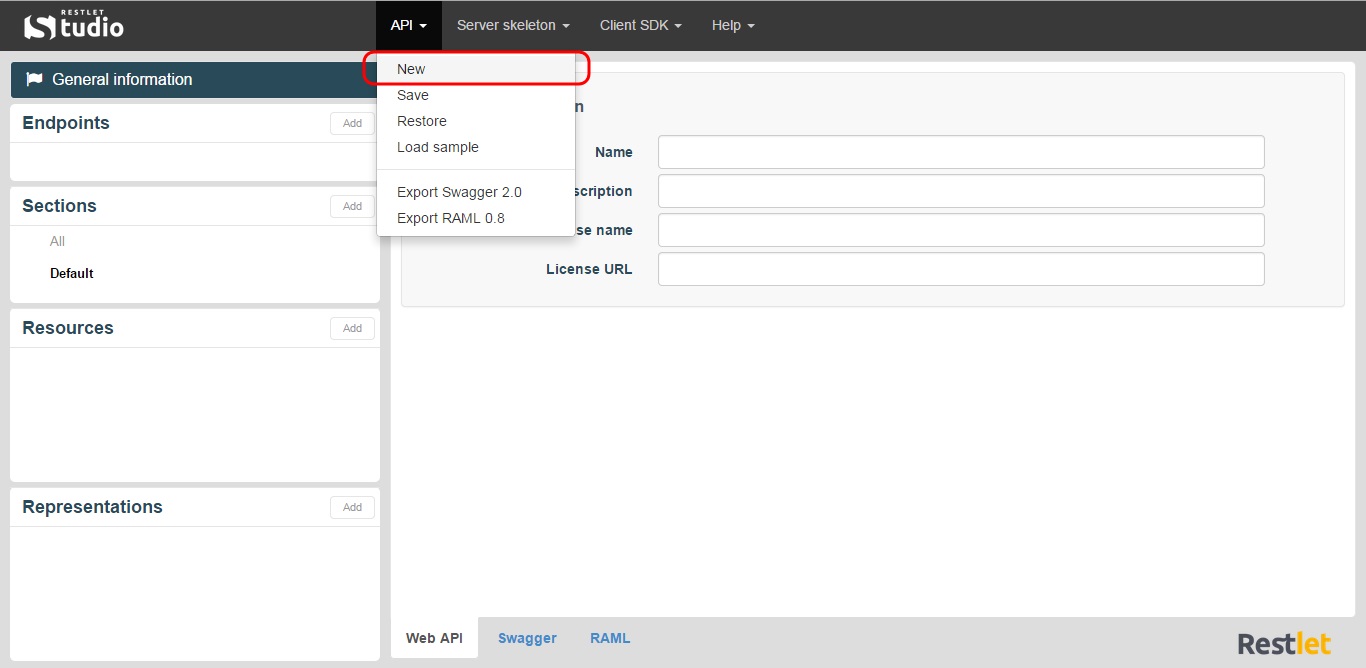 RESTLET
Studio
API
Server skeleton
Client SDK
Help
General information
New
Save
Restore
Load sample
Export Swagger 2.0
Export RAML 0.8
Endpoints
Add
Sections
Add
All
Default
Resources
Add
Representations
Add
n
Name
scription
se name
License URL
Web API
Swagger
RAML
Restlet